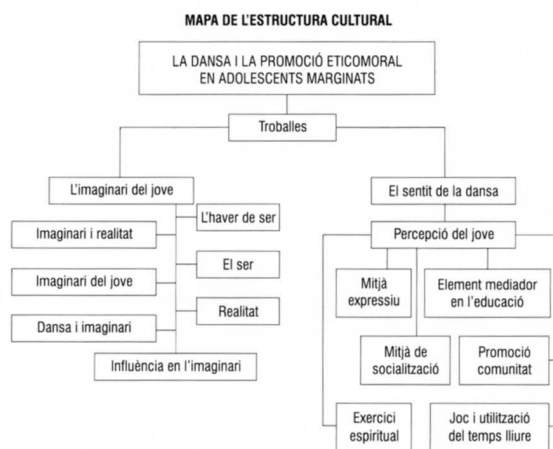 MAPA DE L'ESTRUCTURA CULTURAL
LA DANSA I LA PROMOCIÓ ETICOMORAL
EN ADOLESCENTS MARGINATS
Troballes
L'imaginari del jove
L'haver de ser
Imaginari i realitat
El ser
Imaginari del jove
Realitat
Dansa i imaginari
Influència en l'imaginari
El sentit de la dansa
Percepció del jove
Mitjà
expressiu
Element mediador
en l'educació
Mitjà de
socialització
Promoció
comunitat
Exercici
espiritual
Joc i utilització
del temps lliure